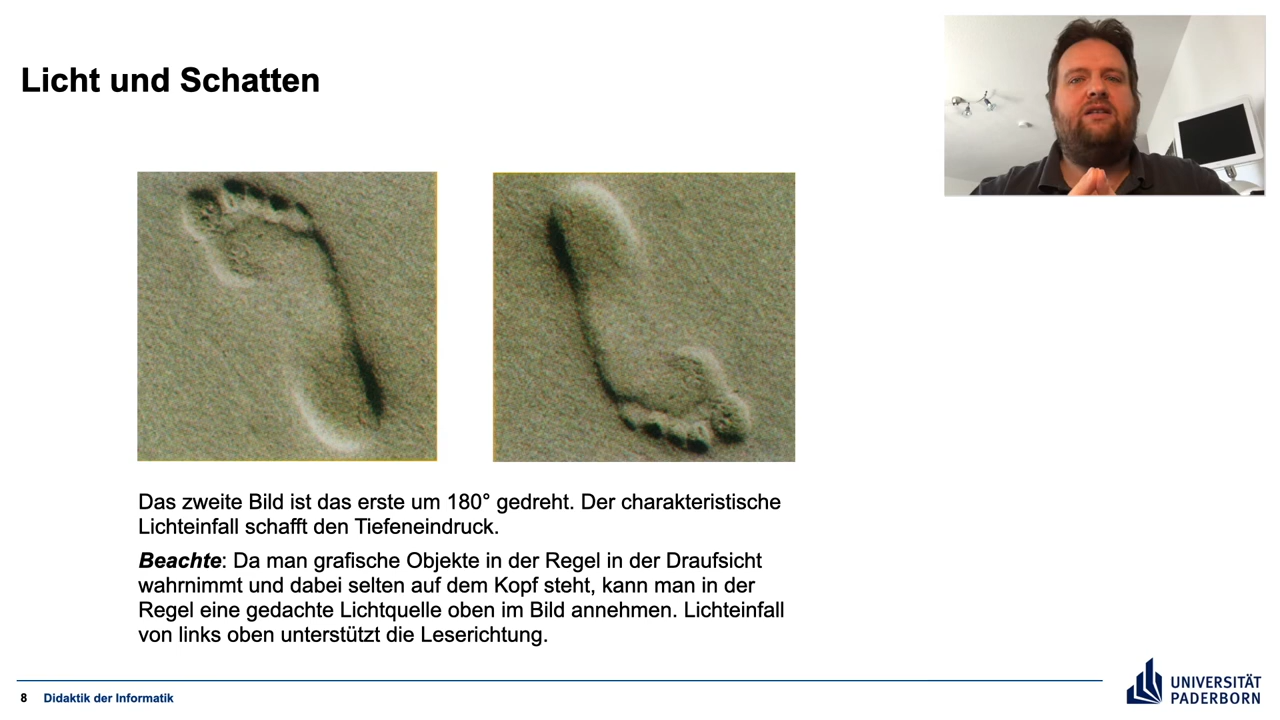 Licht und Schatten
Das zweite Bild ist das erste um 180° gedreht. Der charakteristische
Lichteinfall schafft den Tiefeneindruck.
Beachte: Da man grafische Objekte in der Regel in der Draufsicht
wahrnimmt und dabei selten auf dem Kopf steht, kann man in der
Regel eine gedachte Lichtquelle oben im Bild annehmen. Lichteinfall
von links oben unterstützt die Leserichtung.
8 Didaktik der Informatik
UNIVERSITÄT
PADERBORN